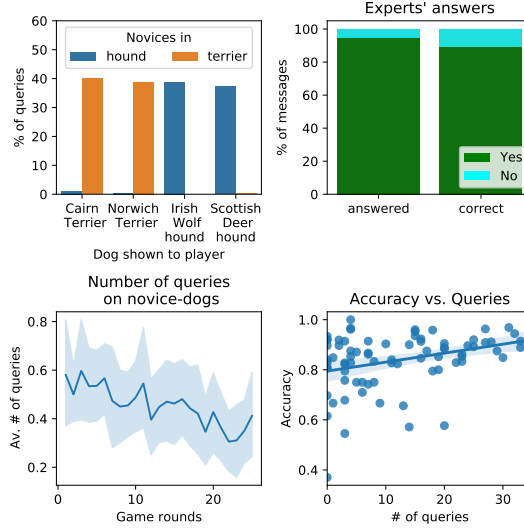 Novices in
hound terrier
% of queries
60
50
40
30
20
10
0
Cairn Terrier
Norwich Terrier
Irish Wolf hound
Scottish Deer hound
Dog shown to player
Experts' answers
% of messages
100
80
60
40
20
0
Yes
No
answered correct
Number of queries
on novice-dogs
Av. # of queries
0.8
0.6
0.4
0.2
0 10 20
Game rounds
Accuracy vs. Queries
Accuracy
1.0
0.8
0.6
0.4
0 10 20 30
# of queries